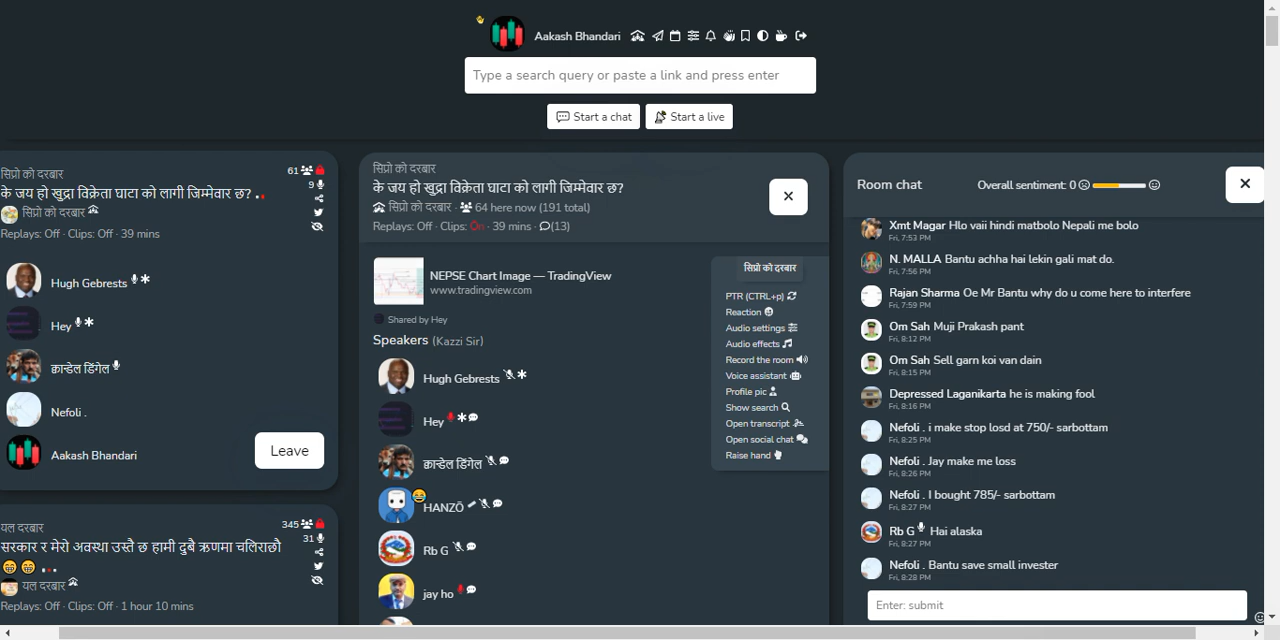 Aakash Bhandari
Type a search query or paste a link and press enter
Start a chat
Start a live
सिप्रो को दरबार
के जय हो खुद्रा विक्रेता घाटा को लागी जिम्मेवार छ? ..
सिप्रो को दरबार
Replays: Off · Clips: Off · 39 mins
61
9
Hugh Gebrests
Hey
क्रान्डेल डिंगेल
Nefoli .
Aakash Bhandari
Leave
यल दरबार
सरकार र मेरो अवस्था उस्तै छ हामी दुबै ऋणमा चलिराछौ
😁 😁 ...
यल दरबार
Replays: Off · Clips: Off · 1 hour 10 mins
345
31
सिप्रो को दरबार
के जय हो खुद्रा विक्रेता घाटा को लागी जिम्मेवार छ?
सिप्रो को दरबार · 64 here now (191 total)
Replays: Off · Clips: On · 39 mins · (13)
NEPSE Chart Image — TradingView
www.tradingview.com
Shared by Hey
Speakers (Kazzi Sir)
Hugh Gebrests
Hey
क्रान्डेल डिंगेल
HANZŌ
Rb G
jay ho
सिप्रो को दरबार
PTR (CTRL+p)
Reaction
Audio settings
Audio effects
Record the room
Voice assistant
Profile pic
Show search
Open transcript
Open social chat
Raise hand
Room chat
Overall sentiment: 0
Xmt Magar Hlo vaii hindi matbolo Nepali me bolo
Fri, 7:53 PM
N. MALLA Bantu achha hai lekin gali mat do.
Fri, 7:56 PM
Rajan Sharma Oe Mr Bantu why do u come here to interfere
Fri, 7:59 PM
Om Sah Muji Prakash pant
Fri, 8:12 PM
Om Sah Sell garn koi van dain
Fri, 8:15 PM
Depressed Laganikarta he is making fool
Fri, 8:16 PM
Nefoli . i make stop losd at 750/- sarbottam
Fri, 8:25 PM
Nefoli . Jay make me loss
Fri, 8:26 PM
Nefoli . I bought 785/- sarbottam
Fri, 8:27 PM
Rb G Hai alaska
Fri, 8:27 PM
Nefoli . Bantu save small invester
Fri, 8:28 PM
Enter: submit